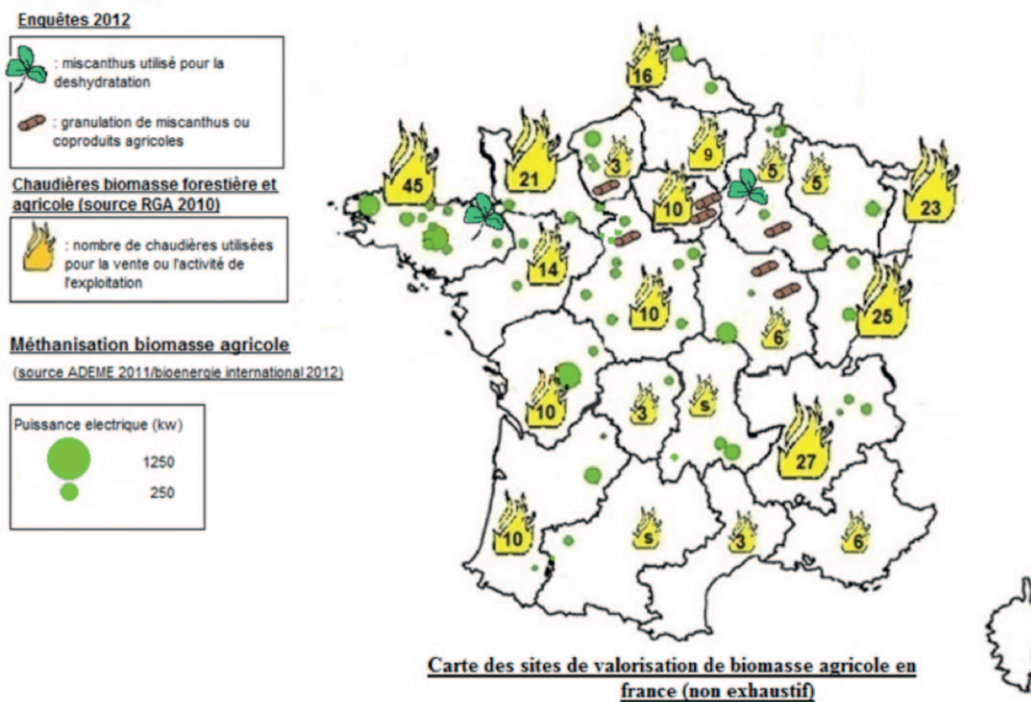 Enquêtes 2012
: miscanthus utilisé pour la
deshydratation
: granulation de miscanthus ou
coproduits agricoles
Chaudières biomasse forestière et
agricole (source RGA 2010)
: nombre de chaudières utilisées
pour la vente ou l'activité de
l'exploitation
Méthanisation biomasse agricole
(source ADEME 2011/bioenergie international 2012)
Puissance electrique (kw)
1250
250
16
45
21
3
9
5
5
23
10
14
10
6
25
10
3
s
27
10
s
3
6
Carte des sites de valorisation de biomasse agricole en
france (non exhaustif)